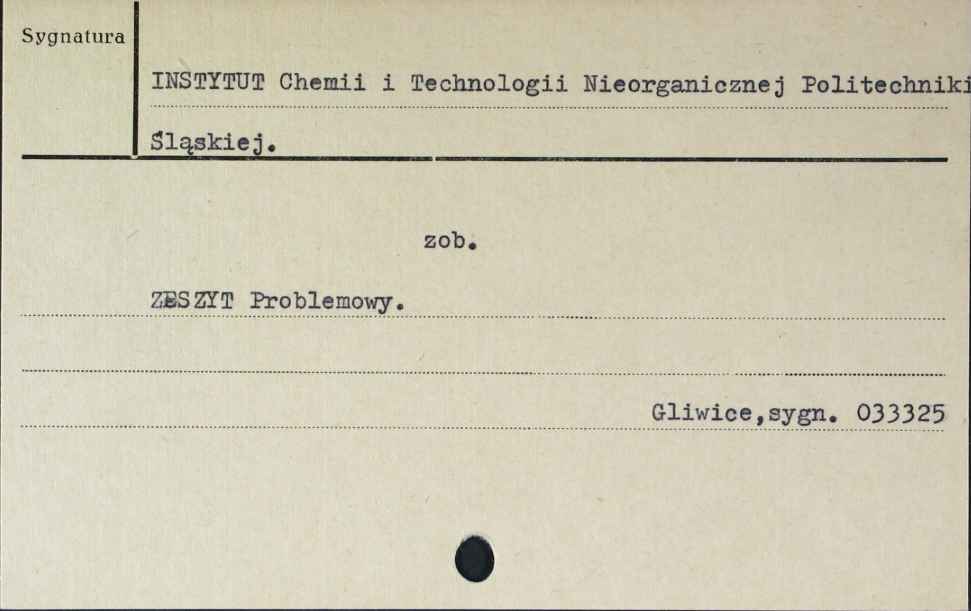 Sygnatura
INSTYTUT Chemii i Technologii Nieorganicznej Politechniki
Śląskiej.
zob.
ZESZYT Problemowy.
Gliwice,sygn. 033325